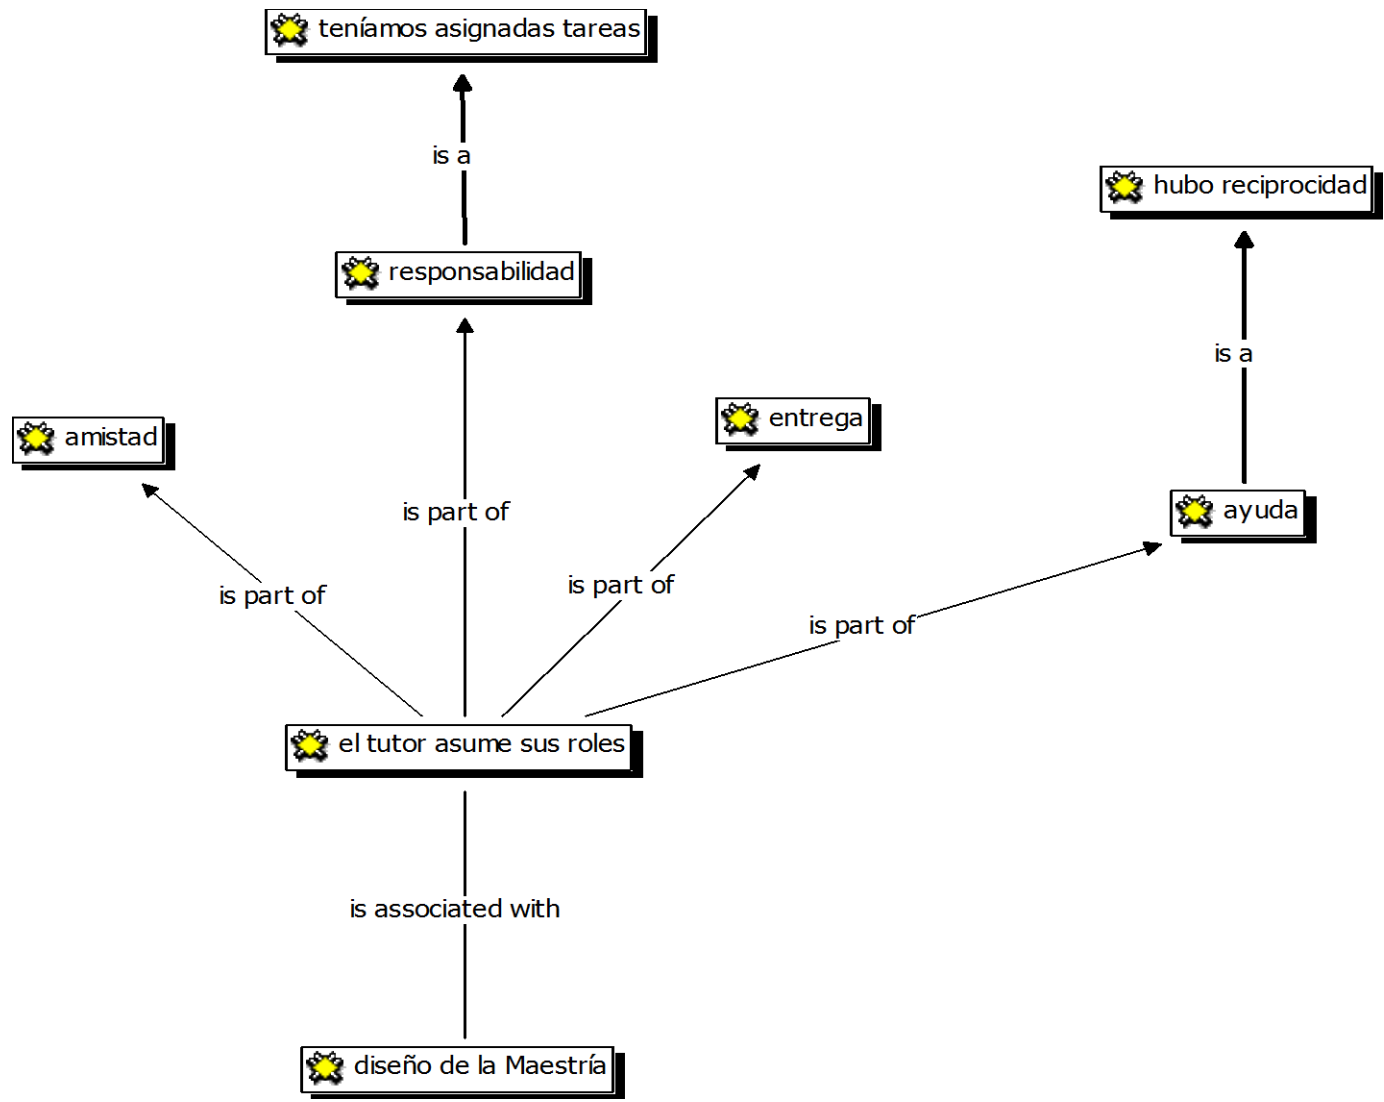 teníamos asignadas tareas
is a
hubo reciprocidad
responsabilidad
is a
amistad
entrega
is part of
ayuda
is part of
is part of
is part of
el tutor asume sus roles
is associated with
diseño de la Maestría